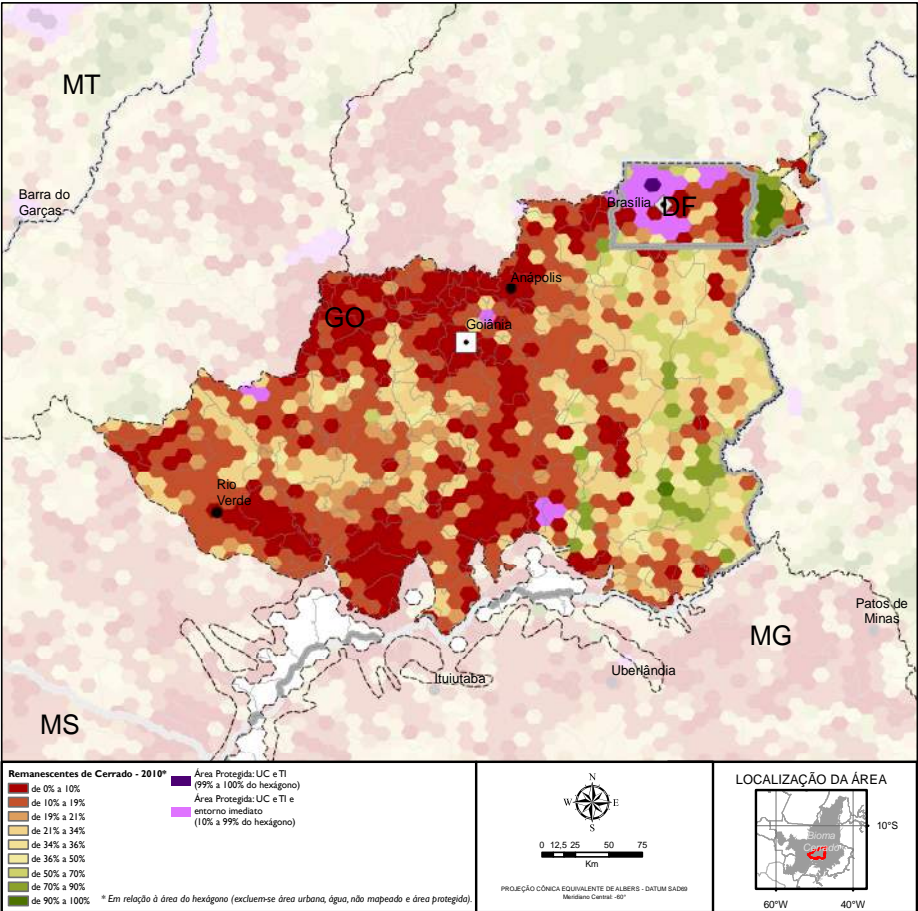 MT
Barra do
Garças
Brasília
DF
Anápolis
GO
Goiânia
Rio
Verde
Patos de
Minas
MG
Uberlândia
Ituiutaba
MS
Remanescentes de Cerrado - 2010*
de 0% a 10%
de 10% a 19%
de 19% a 21%
de 21% a 34%
de 34% a 36%
de 36% a 50%
de 50% a 70%
de 70% a 90%
de 90% a 100%
Área Protegida: UC e TI
(99% a 100% do hexágono)
Área Protegida: UC e TI e
entorno imediato
(10% a 99% do hexágono)
* Em relação à área do hexágono (excluem-se área urbana, água, não mapeado e área protegida).
N
W E
S
0 12,5 25 50 75
Km
PROJEÇÃO CÔNICA EQUIVALENTE DE ALBERS - DATUM SAD69
Meridiano Central: -60°
LOCALIZAÇÃO DA ÁREA
Bioma
Cerrado
10°S
60°W 40°W